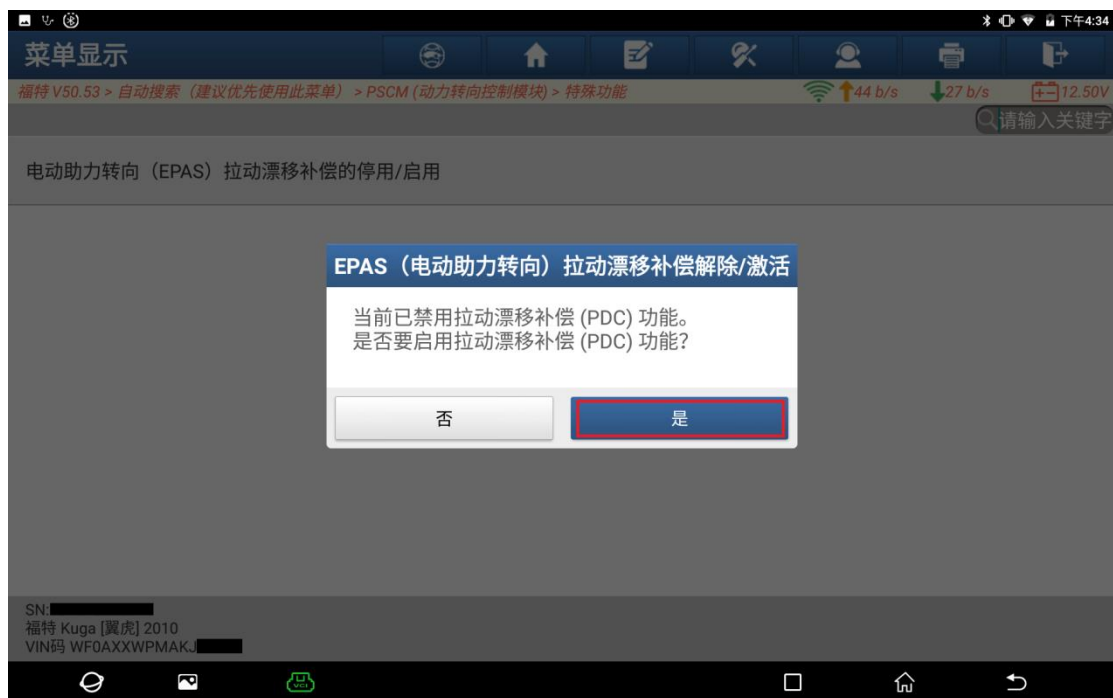 下午4:34
菜单显示
福特 V50.53 > 自动搜索（建议优先使用此菜单） > PSCM (动力转向控制模块) > 特殊功能
44 b/s
27 b/s
12.50V
请输入关键字
电动助力转向（EPAS）拉动漂移补偿的停用/启用
EPAS（电动助力转向）拉动漂移补偿解除/激活
当前已禁用拉动漂移补偿 (PDC) 功能。
是否要启用拉动漂移补偿 (PDC) 功能？
否
是
SN:
福特 Kuga [翼虎] 2010
VIN码 WF0AXXWPMAKJ
VCI